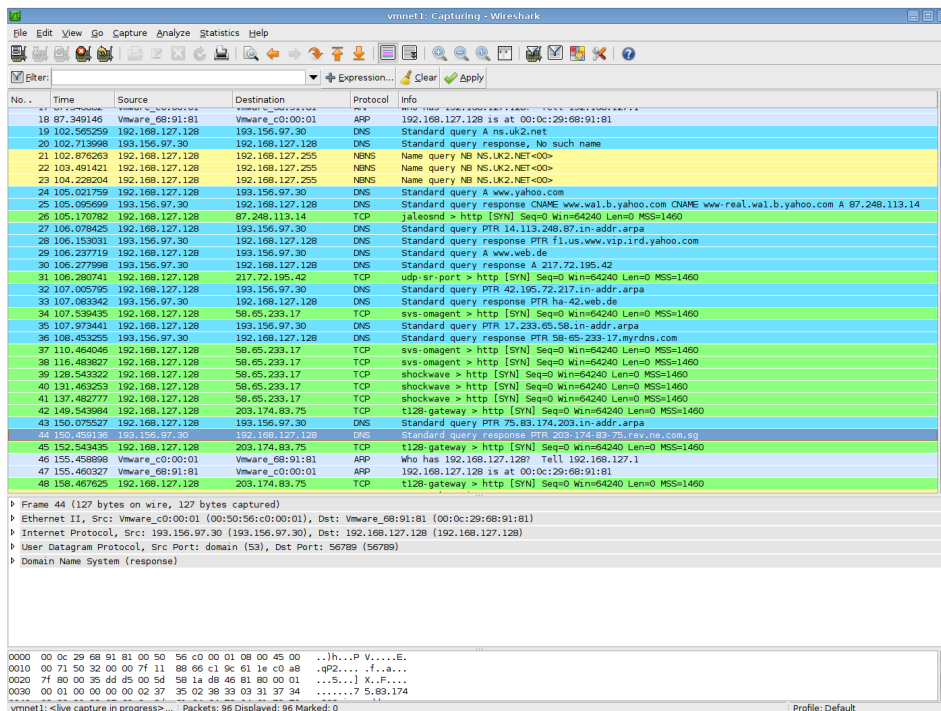 vmnet1: Capturing - Wireshark
File Edit View Go Capture Analyze Statistics Help
Filter: Expression... Clear Apply
No. . Time Source Destination Protocol Info
18 87.349146 Vmware_68:91:81 Vmware_c0:00:01 ARP 192.168.127.128 is at 00:0c:29:68:91:81
19 102.565259 192.168.127.128 193.156.97.30 DNS Standard query A ns.uk2.net
20 102.713998 193.156.97.30 192.168.127.128 DNS Standard query response, No such name
21 102.876263 192.168.127.128 192.168.127.255 NBNS Name query NB NS.UK2.NET<00>
22 103.491421 192.168.127.128 192.168.127.255 NBNS Name query NB NS.UK2.NET<00>
23 104.228204 192.168.127.128 192.168.127.255 NBNS Name query NB NS.UK2.NET<00>
24 105.021759 192.168.127.128 193.156.97.30 DNS Standard query A www.yahoo.com
25 105.095699 193.156.97.30 192.168.127.128 DNS Standard query response CNAME www.wa1.b.yahoo.com CNAME www-real.wa1.b.yahoo.com A 87.248.113.14
26 105.170782 192.168.127.128 87.248.113.14 TCP jaleosnd > http [SYN] Seq=0 Win=64240 Len=0 MSS=1460
27 106.078425 192.168.127.128 193.156.97.30 DNS Standard query PTR 14.113.248.87.in-addr.arpa
28 106.153031 193.156.97.30 192.168.127.128 DNS Standard query response PTR f1.us.www.vip.ird.yahoo.com
29 106.237719 192.168.127.128 193.156.97.30 DNS Standard query A www.web.de
30 106.277998 193.156.97.30 192.168.127.128 DNS Standard query response A 217.72.195.42
31 106.280741 192.168.127.128 217.72.195.42 TCP udp-sr-port > http [SYN] Seq=0 Win=64240 Len=0 MSS=1460
32 107.005795 192.168.127.128 193.156.97.30 DNS Standard query PTR 42.195.72.217.in-addr.arpa
33 107.083342 193.156.97.30 192.168.127.128 DNS Standard query response PTR ha-42.web.de
34 107.539435 192.168.127.128 58.65.233.17 TCP svs-omagent > http [SYN] Seq=0 Win=64240 Len=0 MSS=1460
35 107.973441 192.168.127.128 193.156.97.30 DNS Standard query PTR 17.233.65.58.in-addr.arpa
36 108.453255 193.156.97.30 192.168.127.128 DNS Standard query response PTR 58-65-233-17.myrdns.com
37 110.464046 192.168.127.128 58.65.233.17 TCP svs-omagent > http [SYN] Seq=0 Win=64240 Len=0 MSS=1460
38 116.483827 192.168.127.128 58.65.233.17 TCP svs-omagent > http [SYN] Seq=0 Win=64240 Len=0 MSS=1460
39 128.543322 192.168.127.128 58.65.233.17 TCP shockwave > http [SYN] Seq=0 Win=64240 Len=0 MSS=1460
40 131.463253 192.168.127.128 58.65.233.17 TCP shockwave > http [SYN] Seq=0 Win=64240 Len=0 MSS=1460
41 137.482777 192.168.127.128 58.65.233.17 TCP shockwave > http [SYN] Seq=0 Win=64240 Len=0 MSS=1460
42 149.543984 192.168.127.128 203.174.83.75 TCP t128-gateway > http [SYN] Seq=0 Win=64240 Len=0 MSS=1460
43 150.075527 192.168.127.128 193.156.97.30 DNS Standard query PTR 75.83.174.203.in-addr.arpa
44 150.459136 193.156.97.30 192.168.127.128 DNS Standard query response PTR 203-174-83-75.rev.ne.com.sg
45 152.543435 192.168.127.128 203.174.83.75 TCP t128-gateway > http [SYN] Seq=0 Win=64240 Len=0 MSS=1460
46 155.458898 Vmware_c0:00:01 Vmware_68:91:81 ARP Who has 192.168.127.128? Tell 192.168.127.1
47 155.460327 Vmware_68:91:81 Vmware_c0:00:01 ARP 192.168.127.128 is at 00:0c:29:68:91:81
48 158.467625 192.168.127.128 203.174.83.75 TCP t128-gateway > http [SYN] Seq=0 Win=64240 Len=0 MSS=1460
Frame 44 (127 bytes on wire, 127 bytes captured)
Ethernet II, Src: Vmware_c0:00:01 (00:50:56:c0:00:01), Dst: Vmware_68:91:81 (00:0c:29:68:91:81)
Internet Protocol, Src: 193.156.97.30 (193.156.97.30), Dst: 192.168.127.128 (192.168.127.128)
User Datagram Protocol, Src Port: domain (53), Dst Port: 56789 (56789)
Domain Name System (response)
0000 00 0c 29 68 91 81 00 50 56 c0 00 01 08 00 45 00 ..)h...P V.....E.
0010 00 71 50 32 00 00 7f 11 88 66 c1 9c 61 1e c0 a8 .qP2.... .f..a...
0020 7f 80 00 35 dd d5 00 5d 58 1a d8 46 81 80 00 01 ...5...] X..F....
0030 00 01 00 00 00 00 02 37 35 02 38 33 03 31 37 34 .......7 5.83.174
vmnet1: <live capture in progress>... Packets: 96 Displayed: 96 Marked: 0 Profile: Default